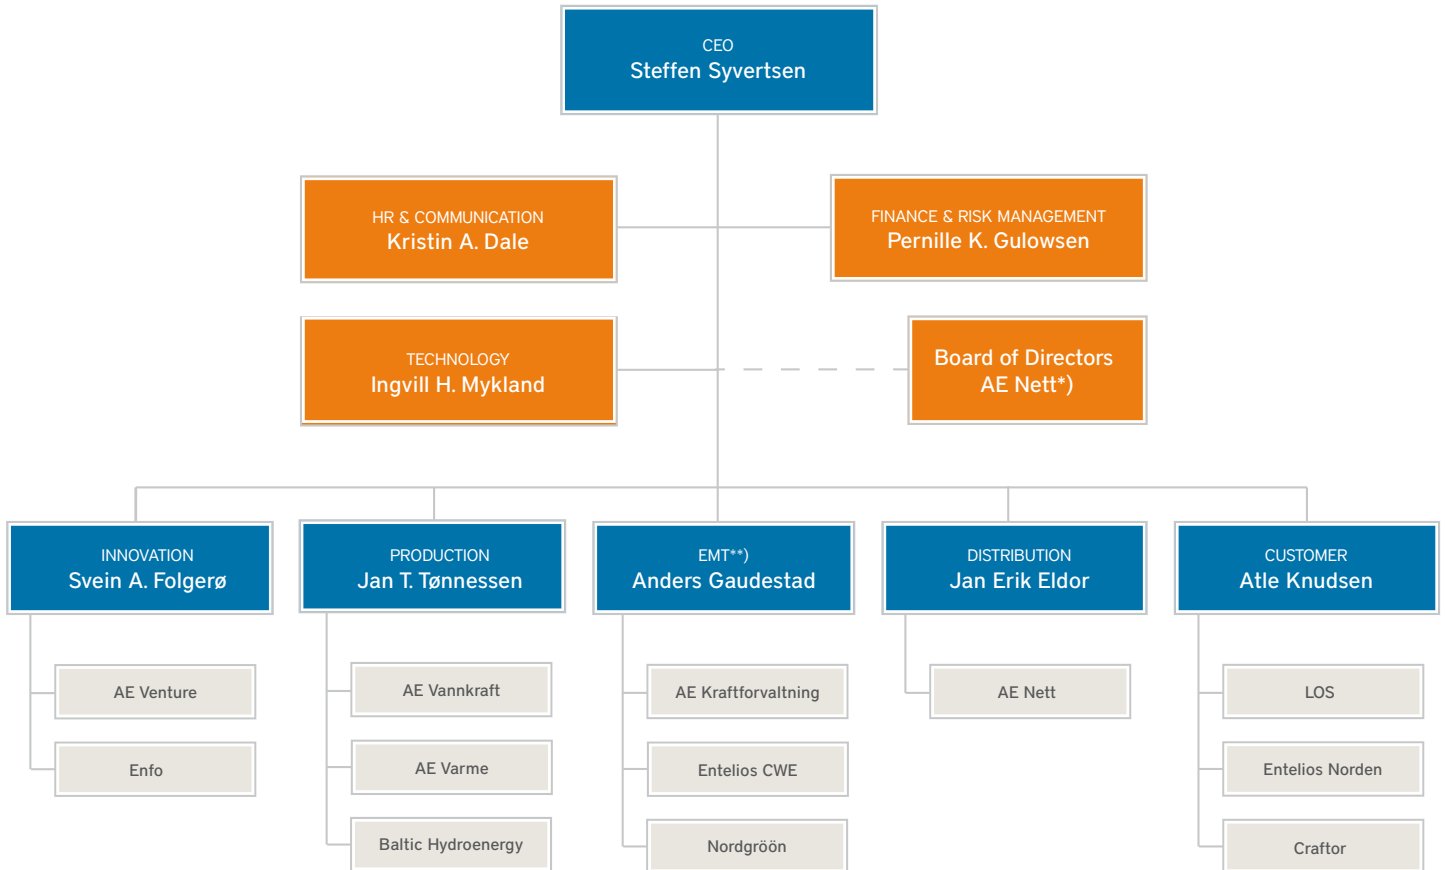 CEO
Steffen Syvertsen
HR & COMMUNICATION
Kristin A. Dale
FINANCE & RISK MANAGEMENT
Pernille K. Gulowsen
TECHNOLOGY
Ingvill H. Mykland
Board of Directors
AE Nett*)
INNOVATION
Svein A. Folgerø
PRODUCTION
Jan T. Tønnessen
EMT**)
Anders Gaudestad
DISTRIBUTION
Jan Erik Eldor
CUSTOMER
Atle Knudsen
AE Venture
Enfo
AE Vannkraft
AE Varme
Baltic Hydroenergy
AE Kraftforvaltning
Entelios CWE
Nordgröön
AE Nett
LOS
Entelios Norden
Craftor